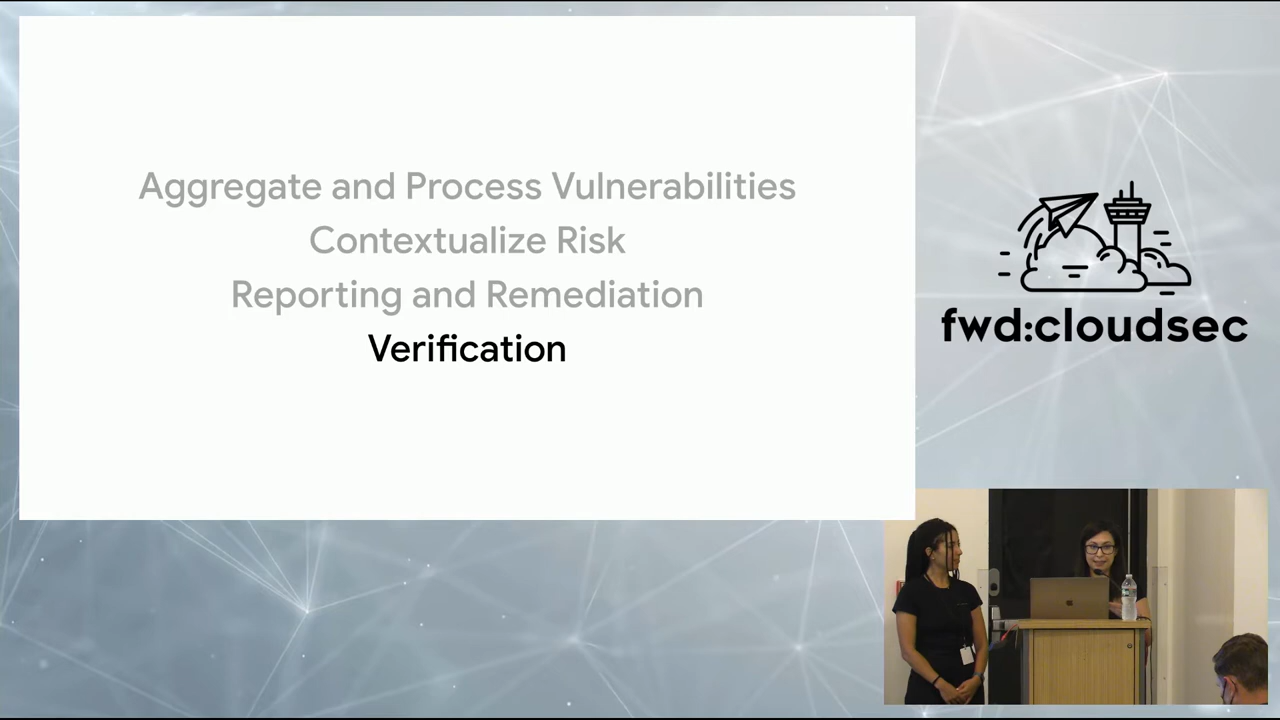 Aggregate and Process Vulnerabilities
Contextualize Risk
Reporting and Remediation
Verification
fwd:cloudsec